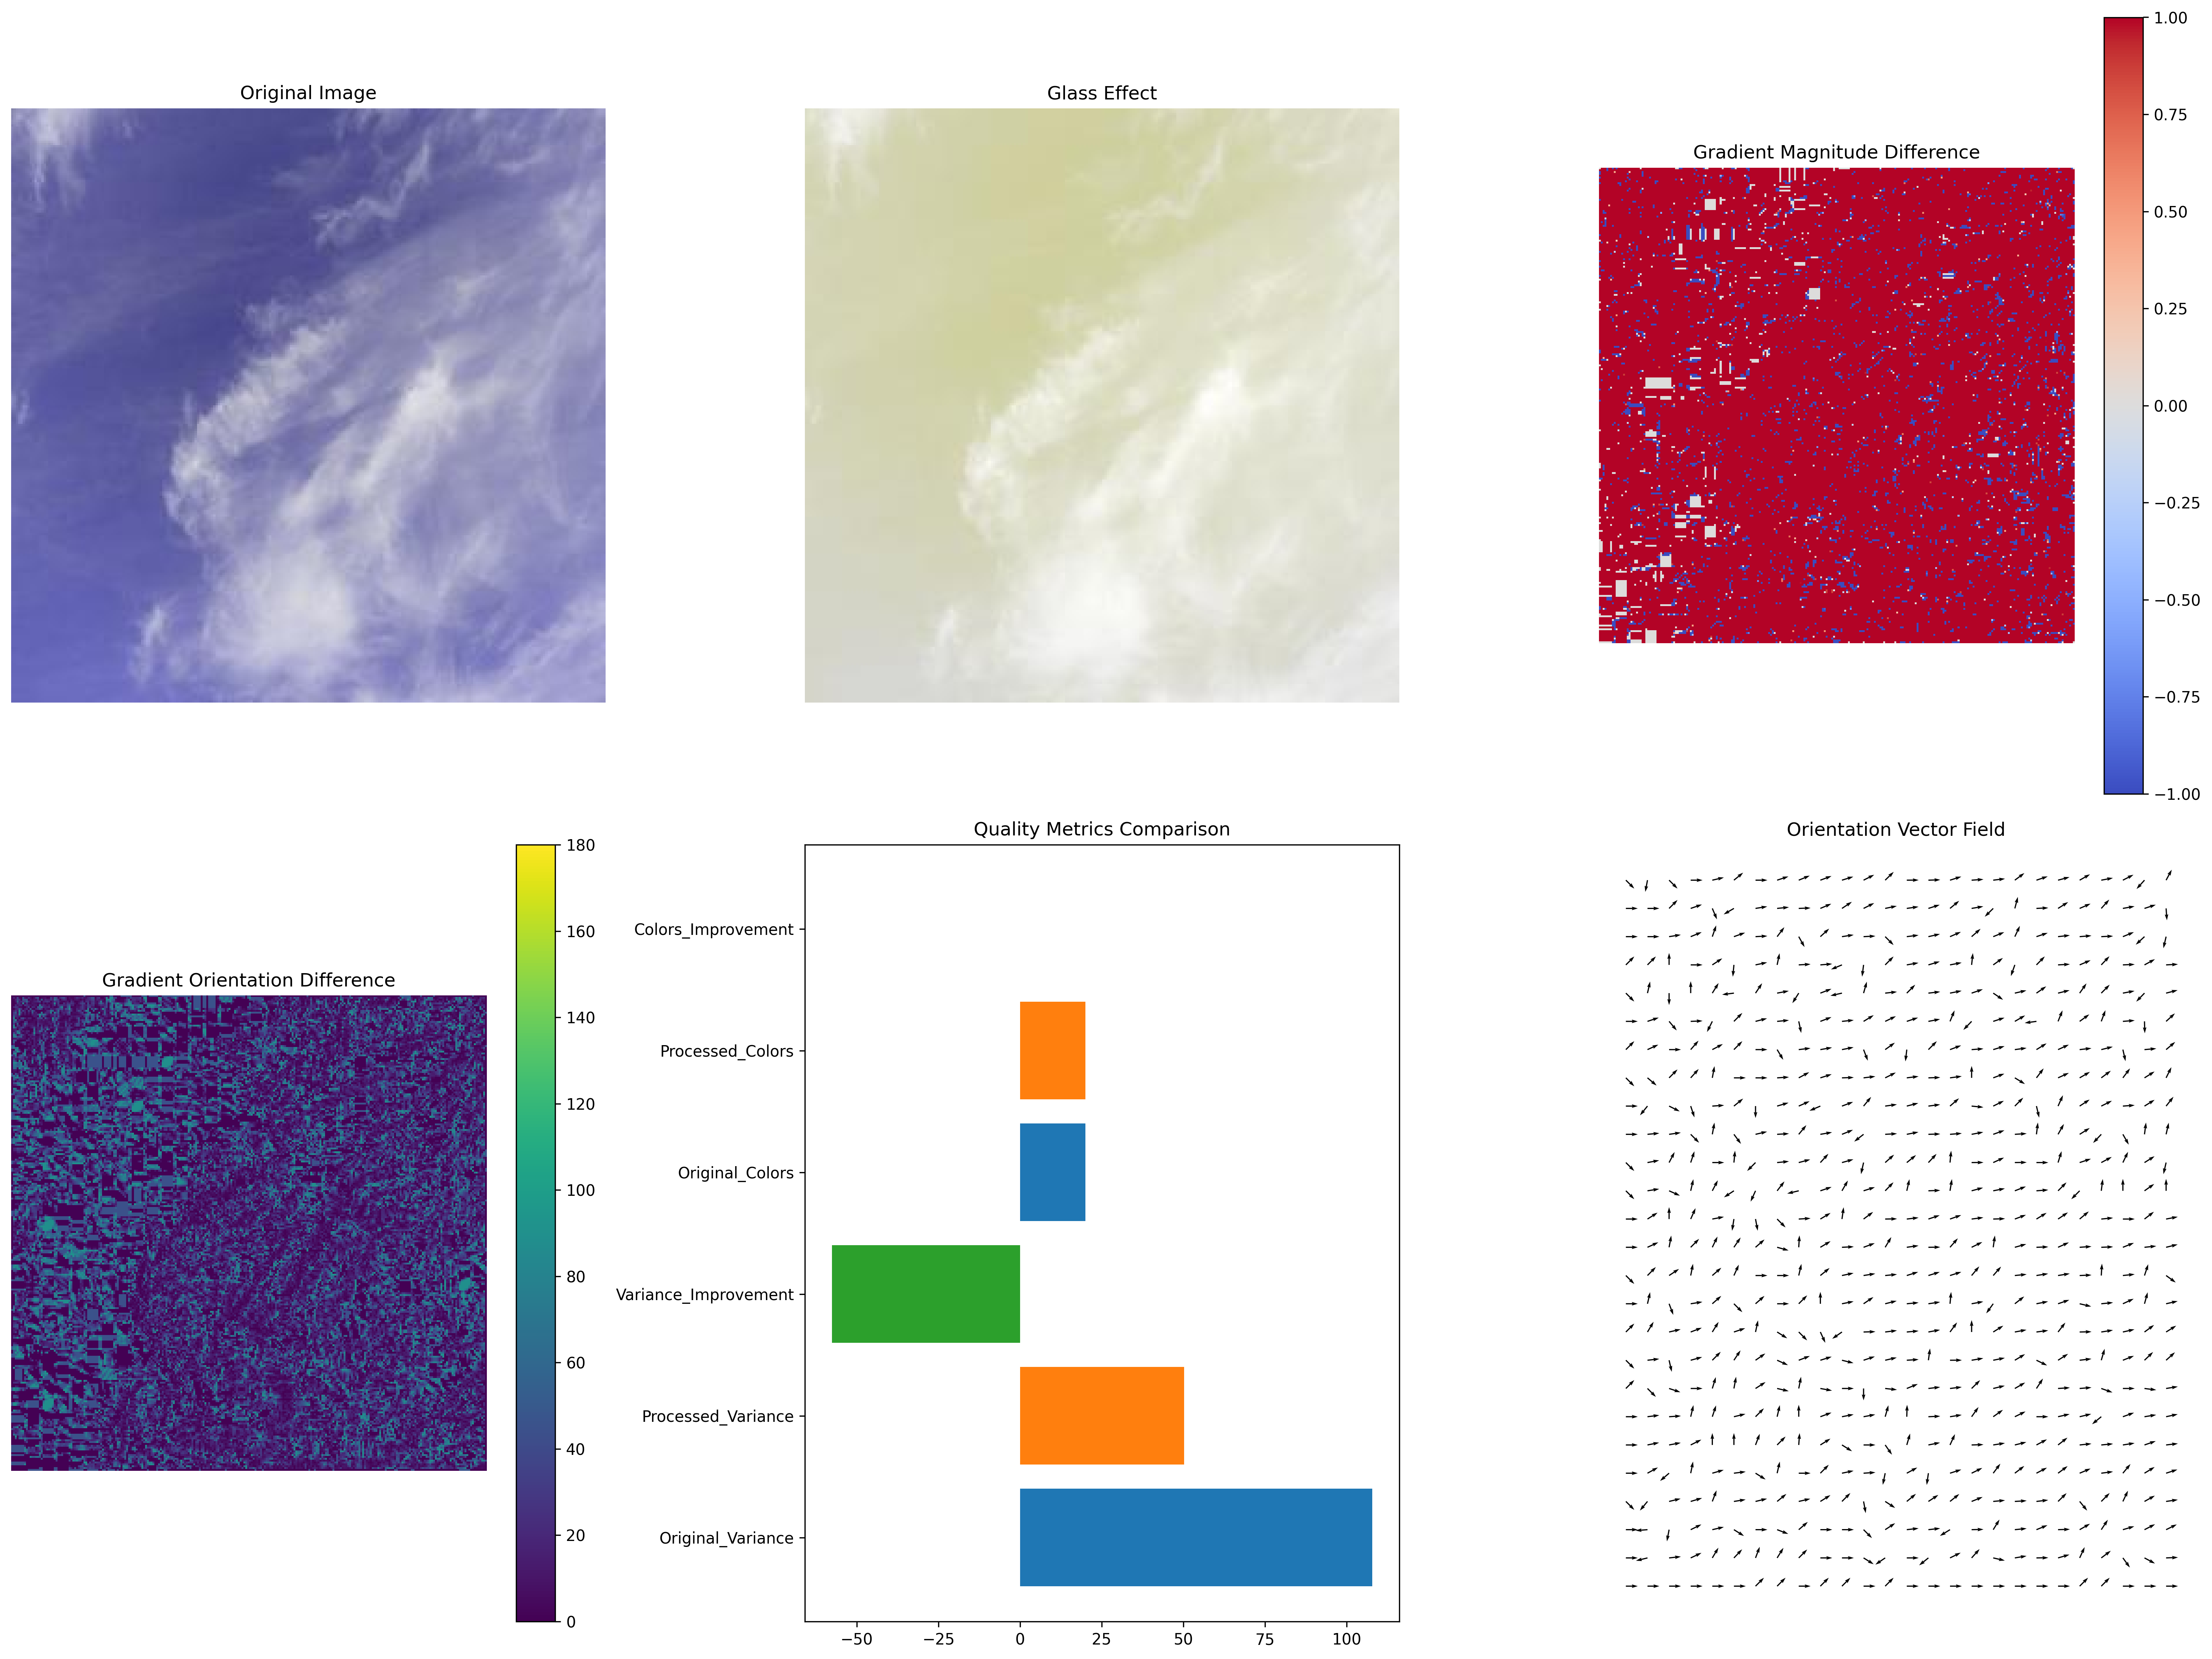 Original Image
Glass Effect
Gradient Magnitude Difference
1.00
0.75
0.50
0.25
0.00
−0.25
−0.50
−0.75
−1.00
Gradient Orientation Difference
180
160
140
120
100
80
60
40
20
0
Quality Metrics Comparison
Colors_Improvement
Processed_Colors
Original_Colors
Variance_Improvement
Processed_Variance
Original_Variance
−50
−25
0
25
50
75
100
Orientation Vector Field